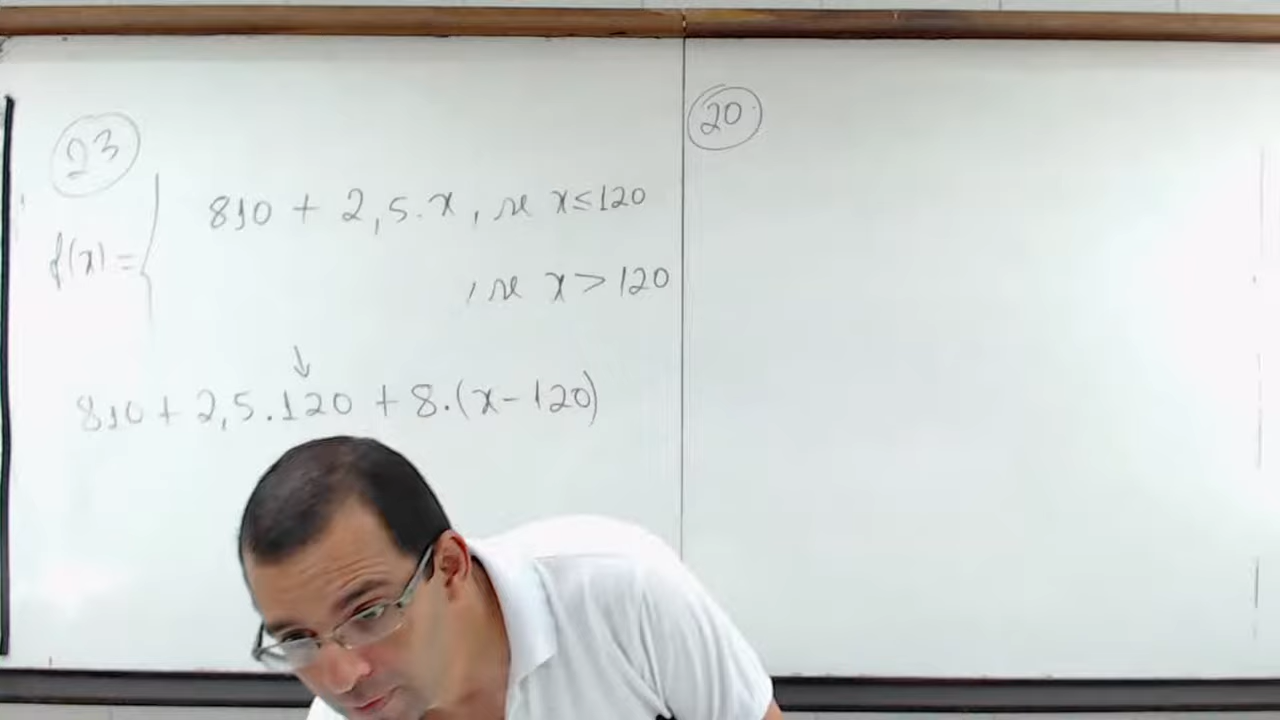 23
f(x) = { 810 + 2,5.x, se x≤120
, se x > 120
810 + 2,5.120 + 8.(x-120)
20